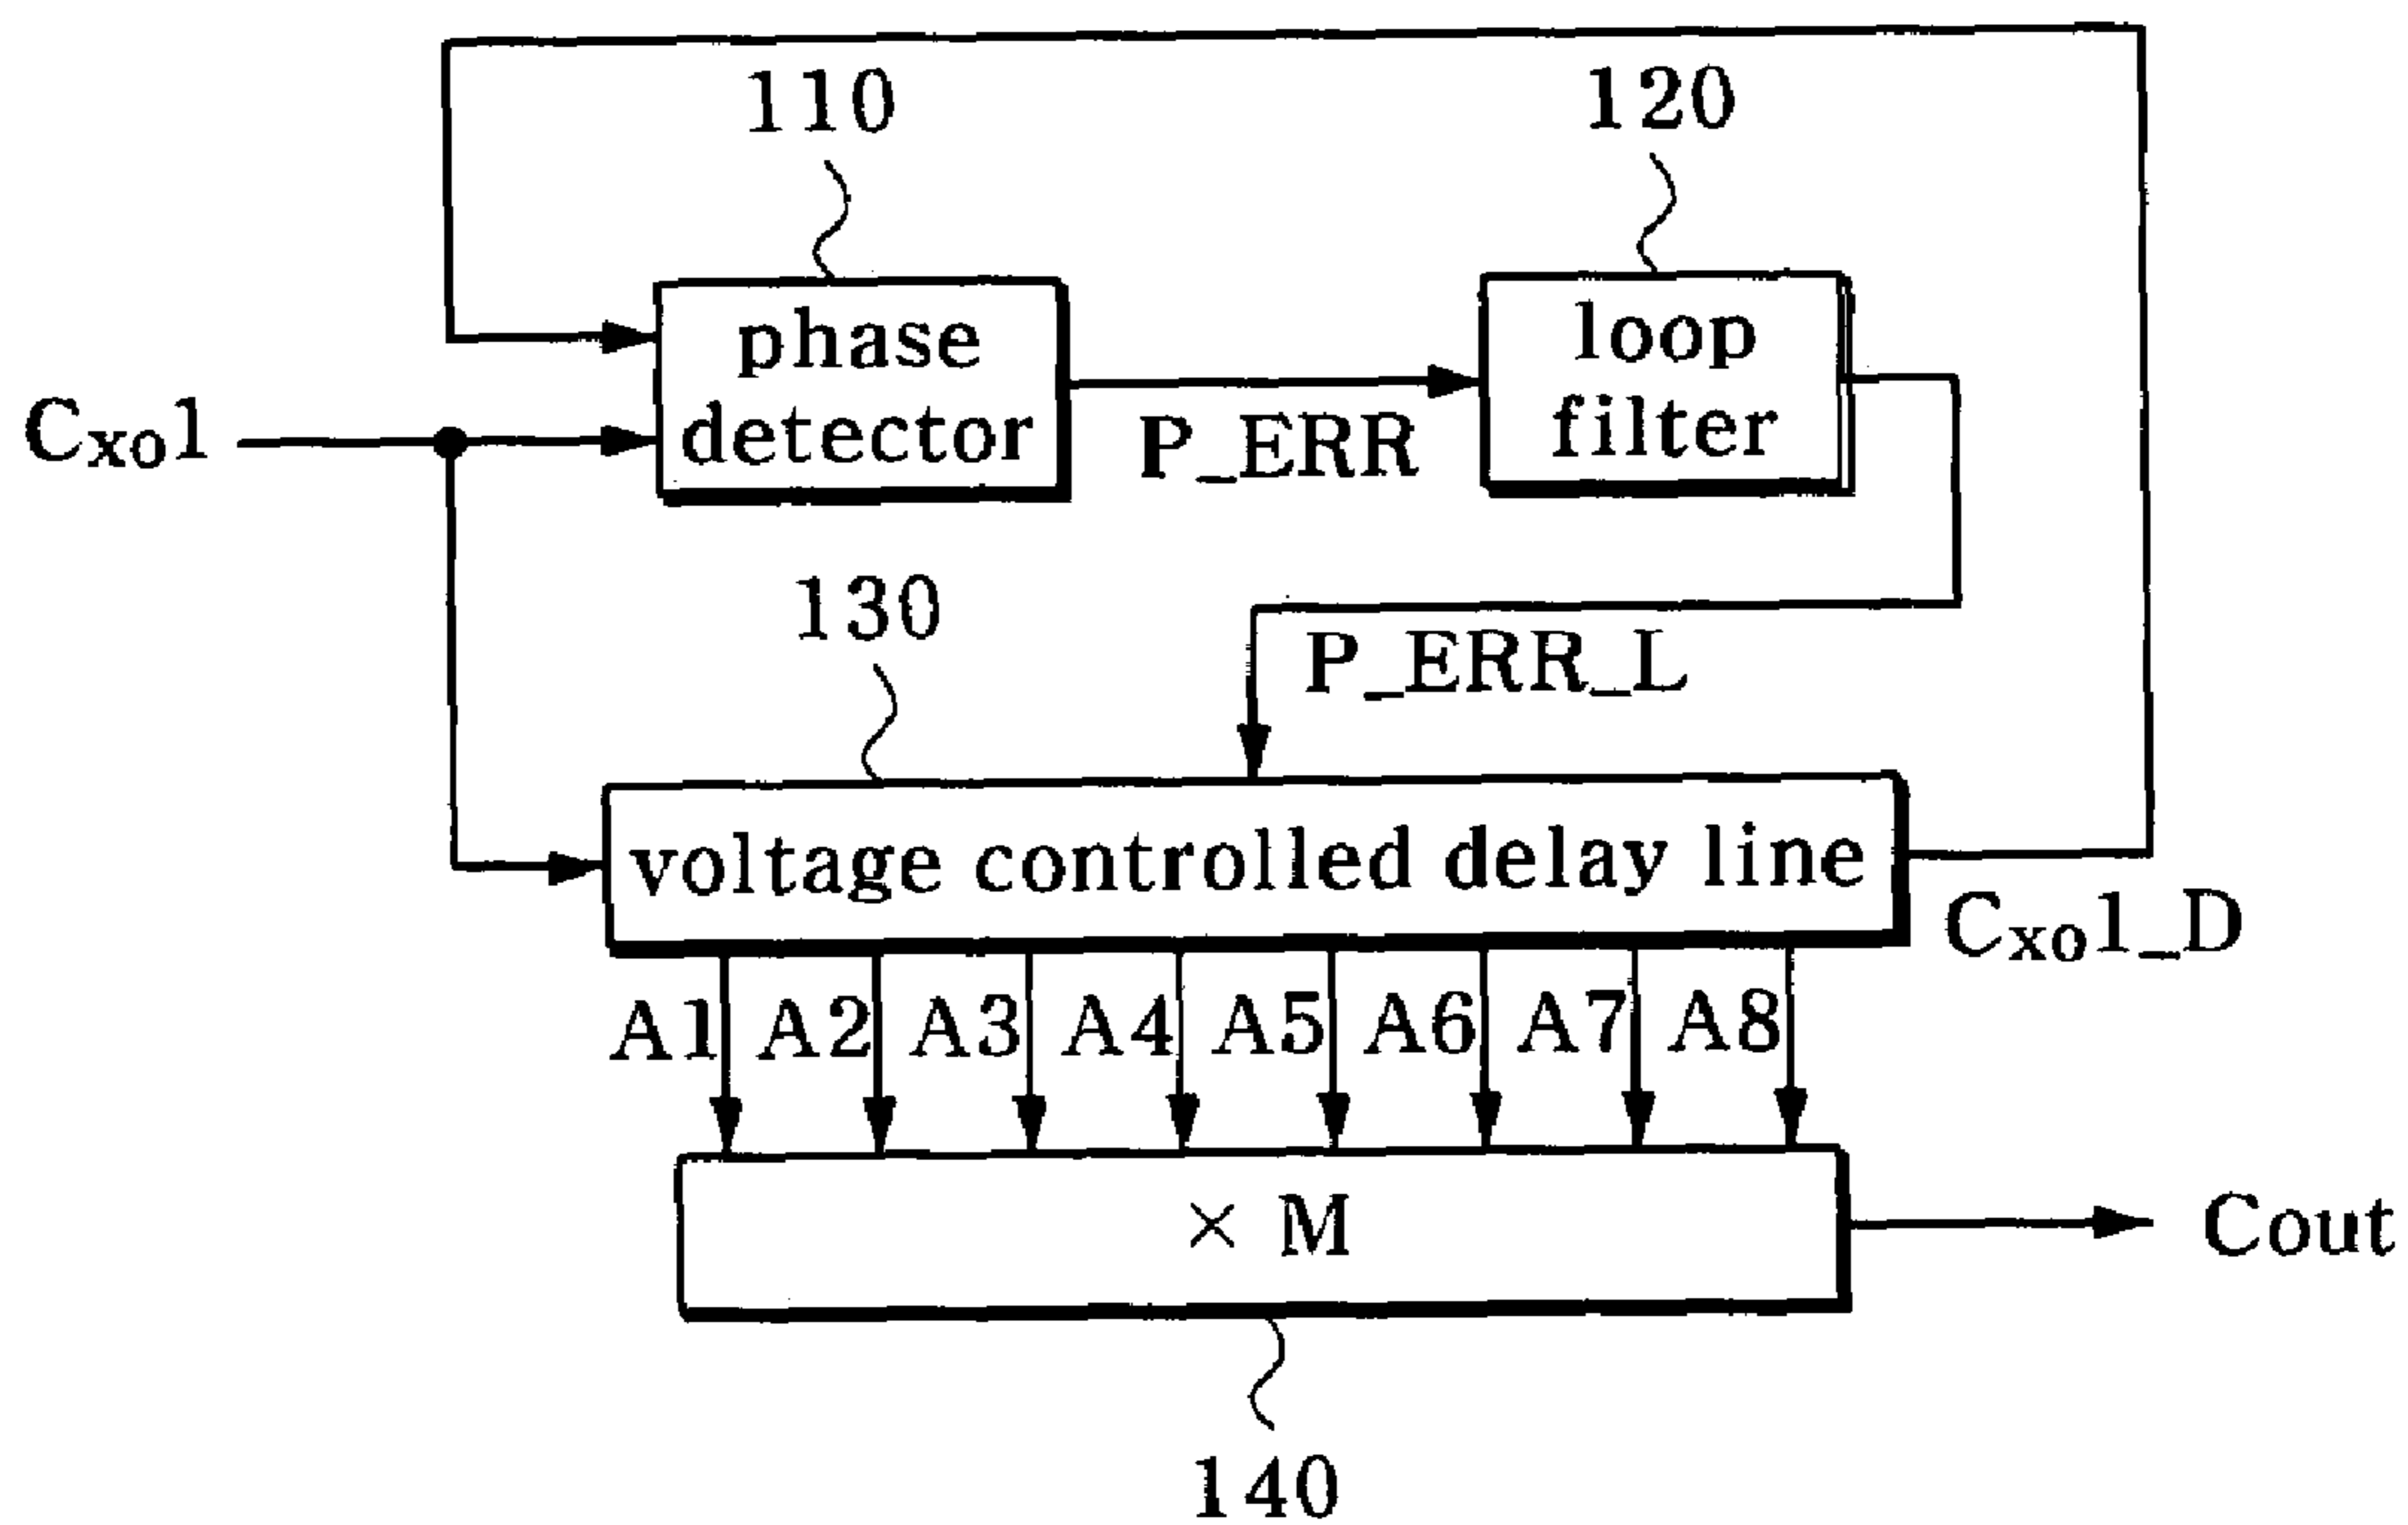 110
120
phase
detector
loop
filter
Cxo1
P_ERR
130
P_ERR_L
voltage controlled delay line
Cxo1_D
A1 A2 A3 A4 A5 A6 A7 A8
× M
Cout
140